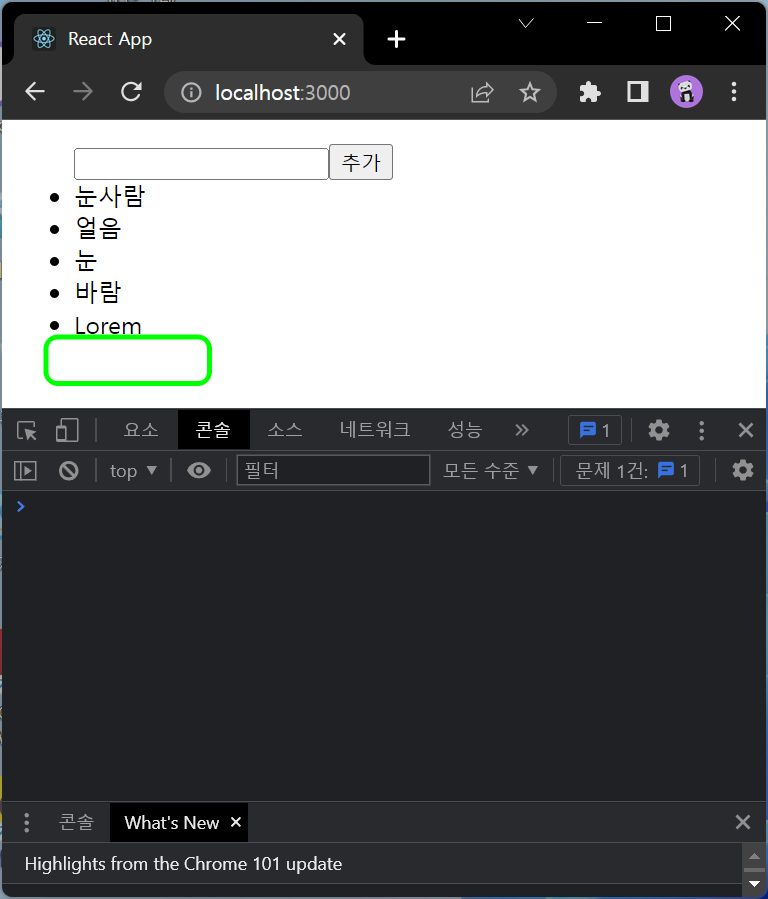 React App
localhost:3000
추가
눈사람
얼음
눈
바람
Lorem
요소 콘솔 소스 네트워크 성능 » 1
top 필터 모든 수준 문제 1건: 1
콘솔 What's New
Highlights from the Chrome 101 update